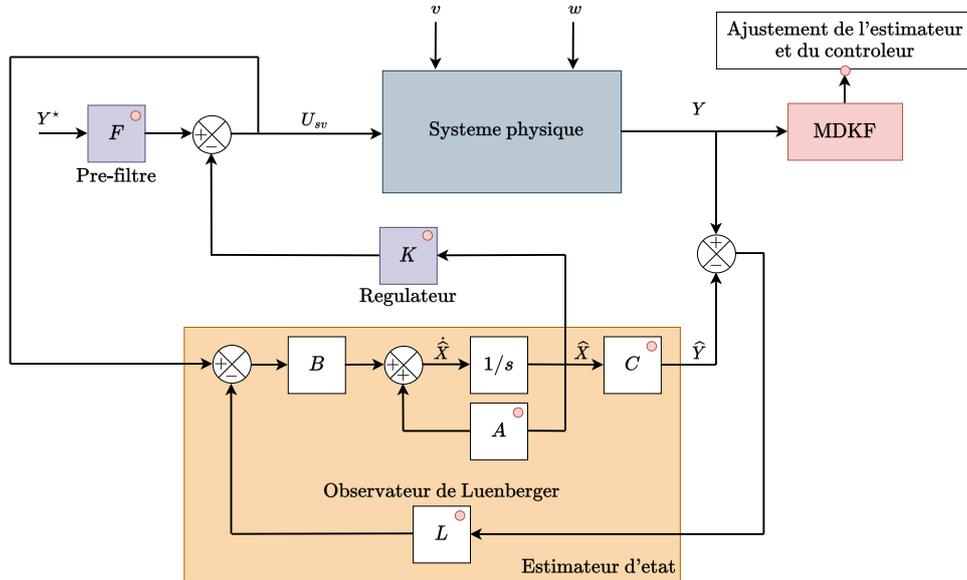 v
w
Ajustement de l'estimateur
et du controleur
Y*
F
+
−
U_sv
Systeme physique
Y
MDKF
Pre-filtre
K
Regulateur
+
−
B
+
+
Ẋ̂
1/s
X̂
C
Ŷ
+
−
A
Observateur de Luenberger
L
Estimateur d'etat